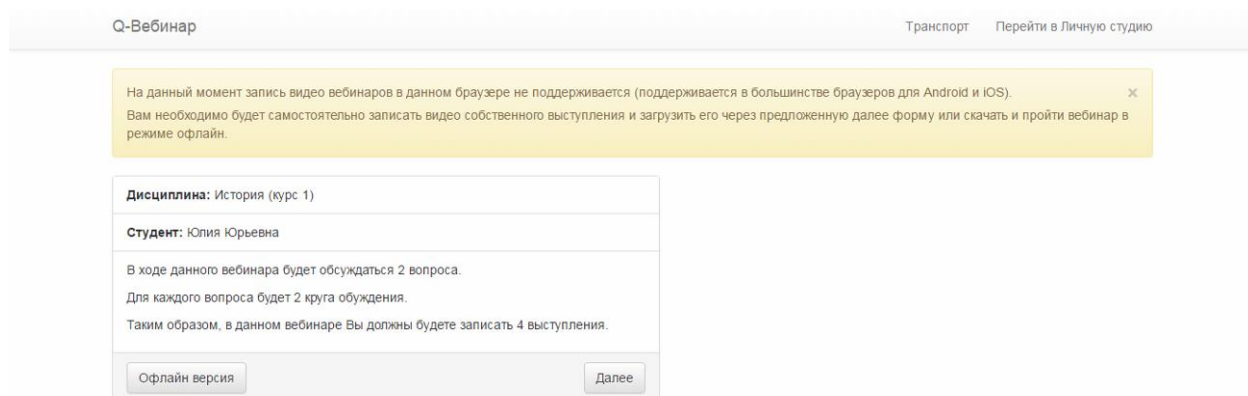 Q-Вебинар
Транспорт
Перейти в Личную студию
На данный момент запись видео вебинаров в данном браузере не поддерживается (поддерживается в большинстве браузеров для Android и iOS).
×
Вам необходимо будет самостоятельно записать видео собственного выступления и загрузить его через предложенную далее форму или скачать и пройти вебинар в
режиме офлайн.
Дисциплина: История (курс 1)
Студент: Юлия Юрьевна
В ходе данного вебинара будет обсуждаться 2 вопроса.
Для каждого вопроса будет 2 круга обуждения.
Таким образом, в данном вебинаре Вы должны будете записать 4 выступления.
Офлайн версия
Далее